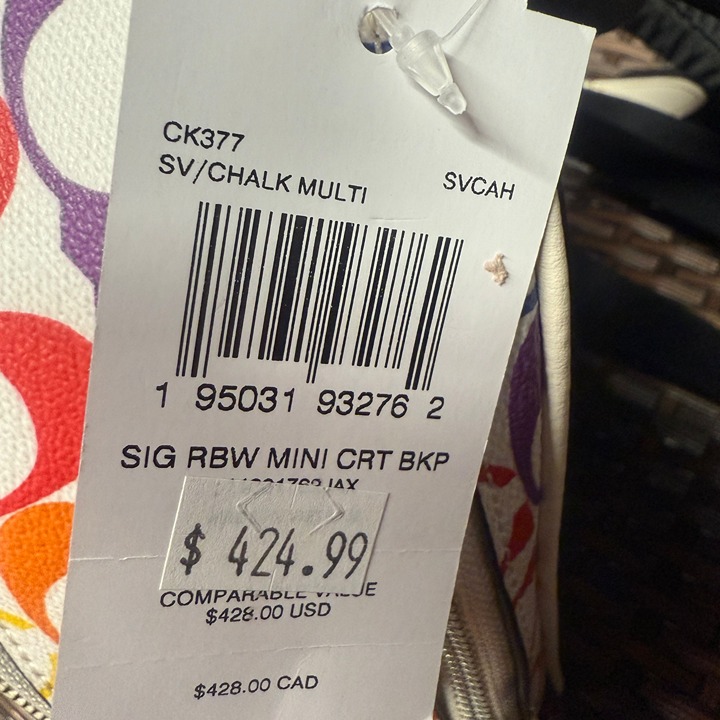 CK377
SV/CHALK MULTI SVCAH
1 95031 93276 2
SIG RBW MINI CRT BKP
$ 424.99
COMPARABLE VALUE
$428.00 USD
$428.00 CAD